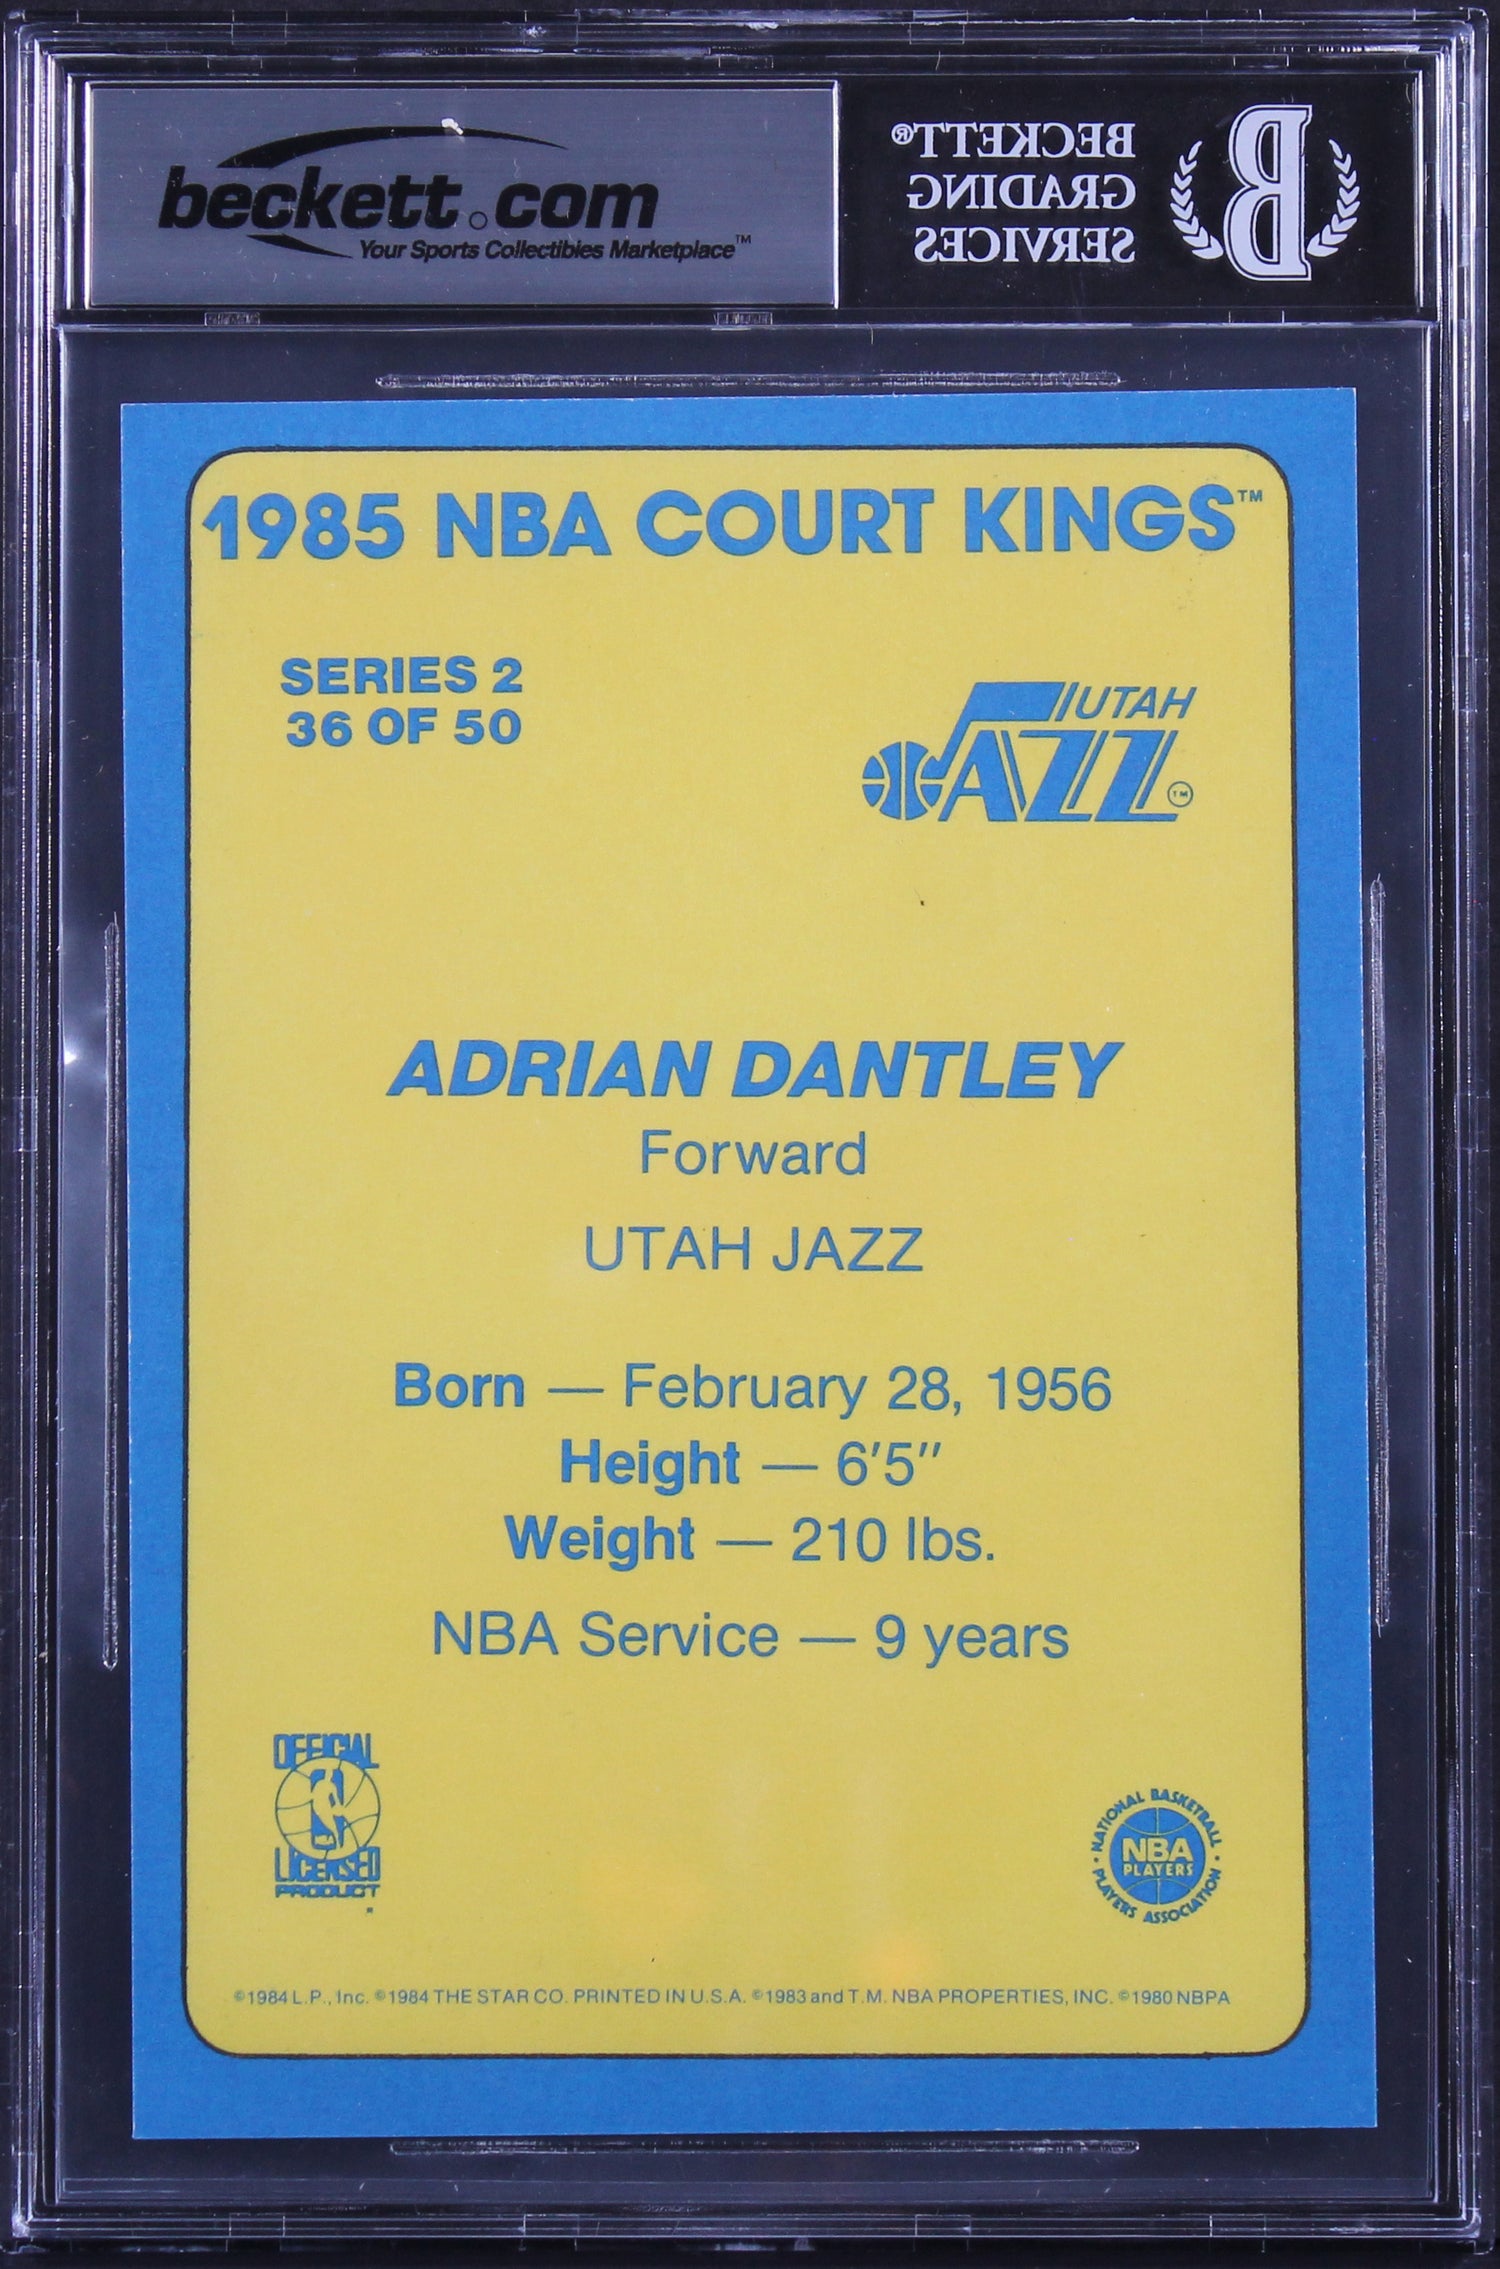 beckett.com
Your Sports Collectibles Marketplace™
BECKETT®
GRADING
SERVICES
B
1985 NBA COURT KINGS™
SERIES 2
36 OF 50
UTAH
JAZZ TM
ADRIAN DANTLEY
Forward
UTAH JAZZ
Born — February 28, 1956
Height — 6'5"
Weight — 210 lbs.
NBA Service — 9 years
OFFICIAL
LICENSED
PRODUCT
NATIONAL BASKETBALL
NBA
PLAYERS
PLAYERS ASSOCIATION
©1984 L.P., Inc. ©1984 THE STAR CO. PRINTED IN U.S.A. ©1983 and T.M. NBA PROPERTIES, INC. ©1980 NBPA